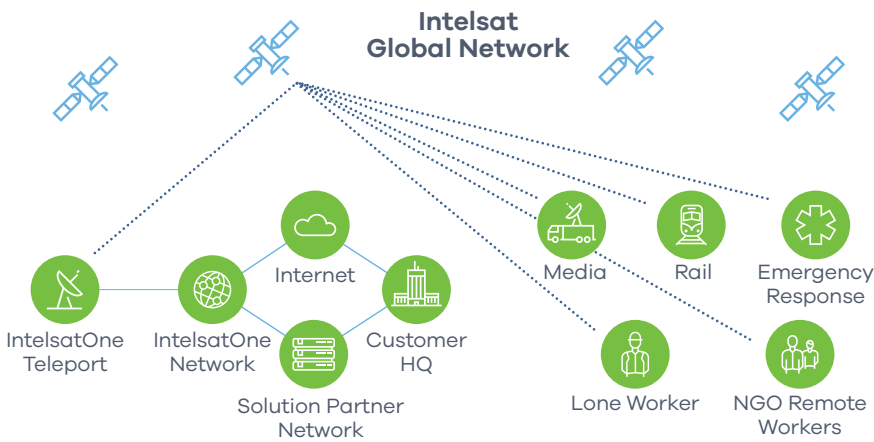 Intelsat
Global Network
Internet
Media
Rail
Emergency
Response
IntelsatOne
Teleport
IntelsatOne
Network
Customer
HQ
Solution Partner
Network
Lone Worker
NGO Remote
Workers